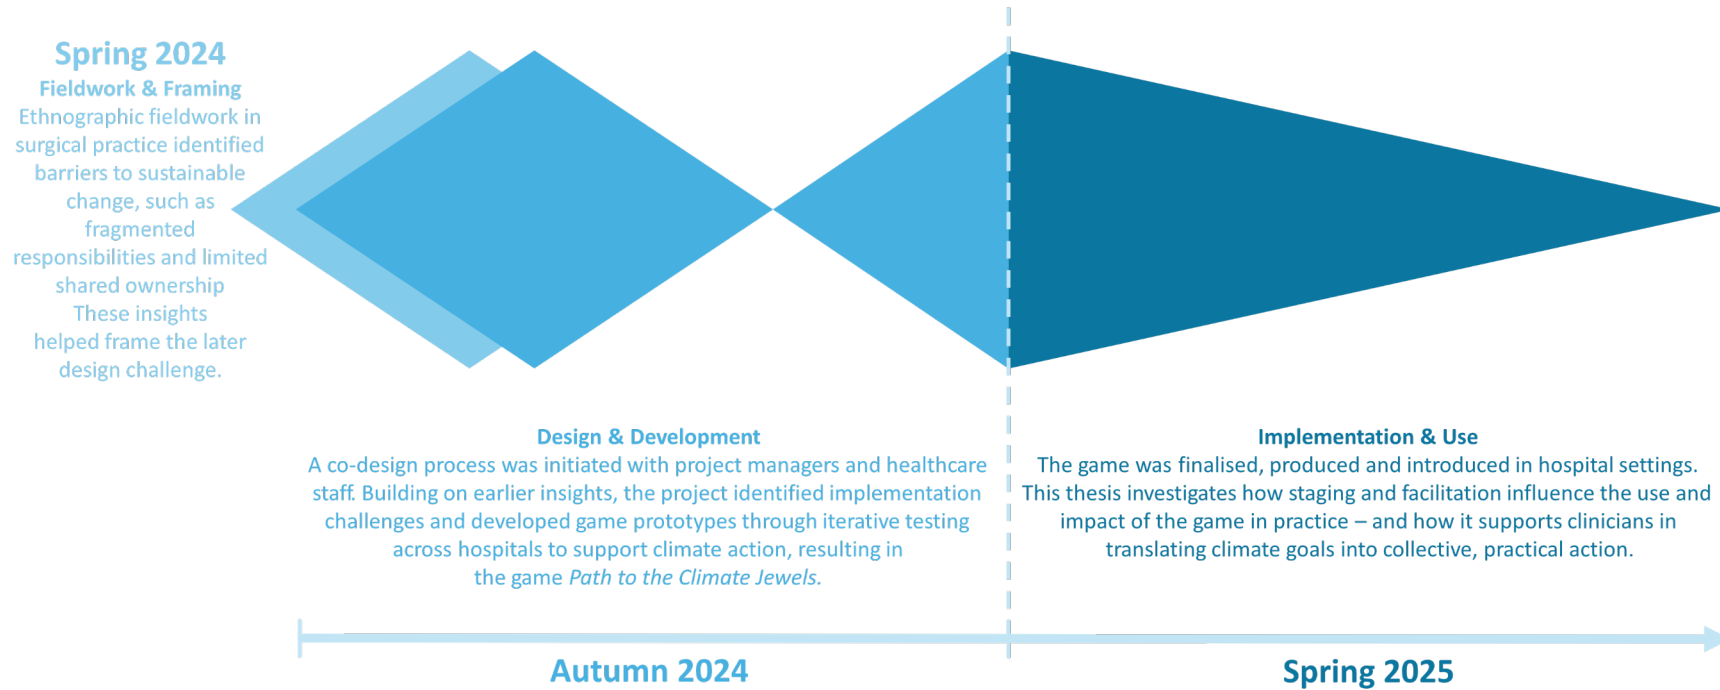 Spring 2024
Fieldwork & Framing
Ethnographic fieldwork in
surgical practice identified
barriers to sustainable
change, such as
fragmented
responsibilities and limited
shared ownership
These insights
helped frame the later
design challenge.
Design & Development
A co-design process was initiated with project managers and healthcare
staff. Building on earlier insights, the project identified implementation
challenges and developed game prototypes through iterative testing
across hospitals to support climate action, resulting in
the game Path to the Climate Jewels.
Implementation & Use
The game was finalised, produced and introduced in hospital settings.
This thesis investigates how staging and facilitation influence the use and
impact of the game in practice – and how it supports clinicians in
translating climate goals into collective, practical action.
Autumn 2024
Spring 2025